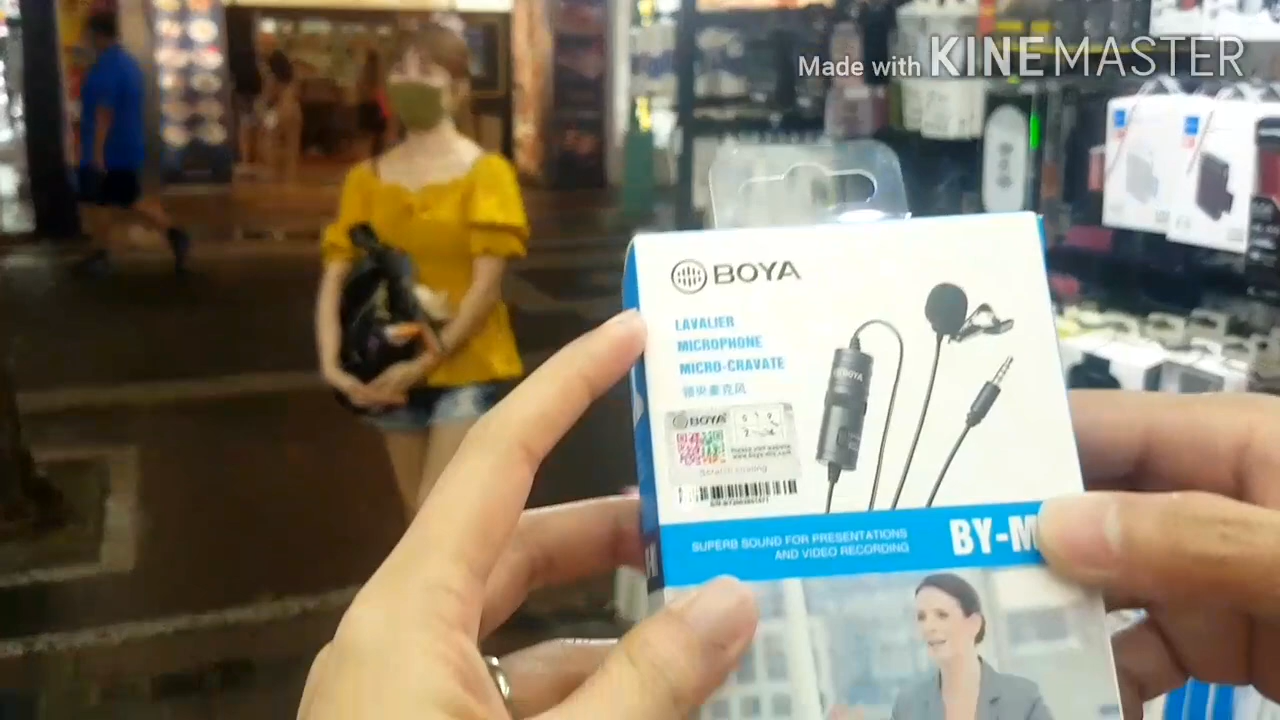 Made with KINEMASTER
BOYA
LAVALIER
MICROPHONE
MICRO-CRAVATE
领夹麦克风
BOYA
BOYA
SUPERB SOUND FOR PRESENTATIONS
AND VIDEO RECORDING
BY-M